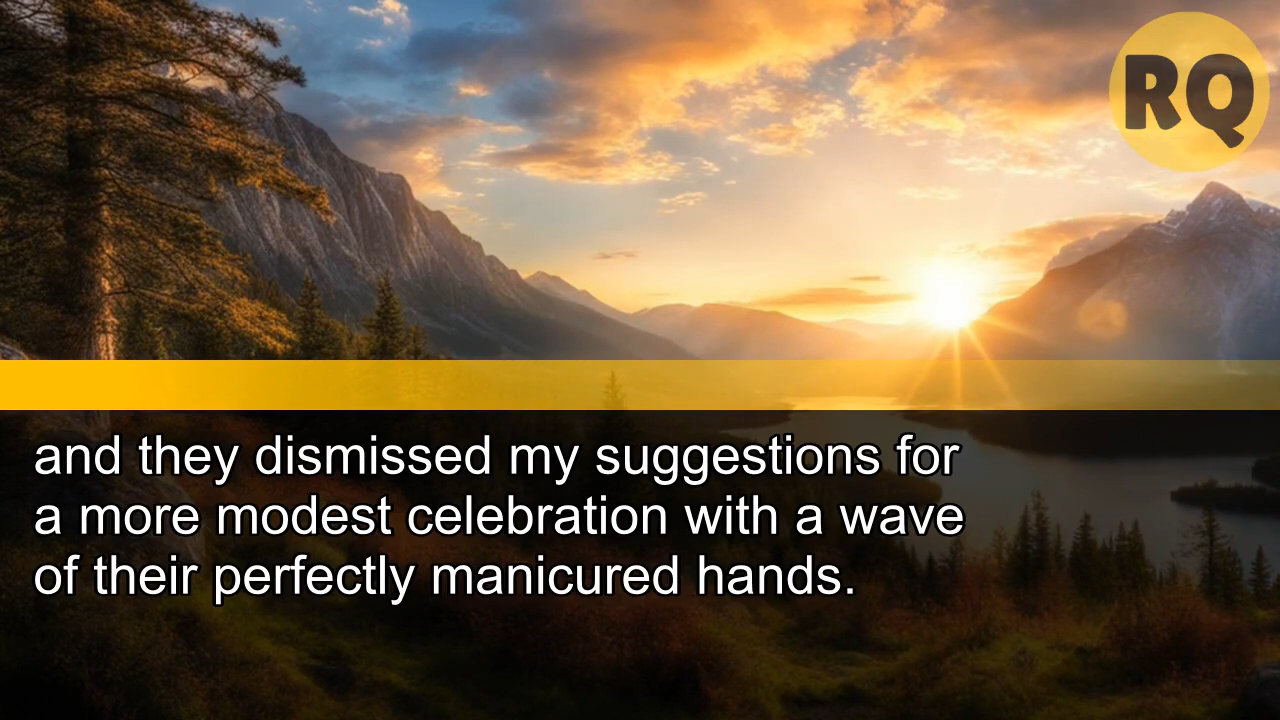 RQ
and they dismissed my suggestions for
a more modest celebration with a wave
of their perfectly manicured hands.